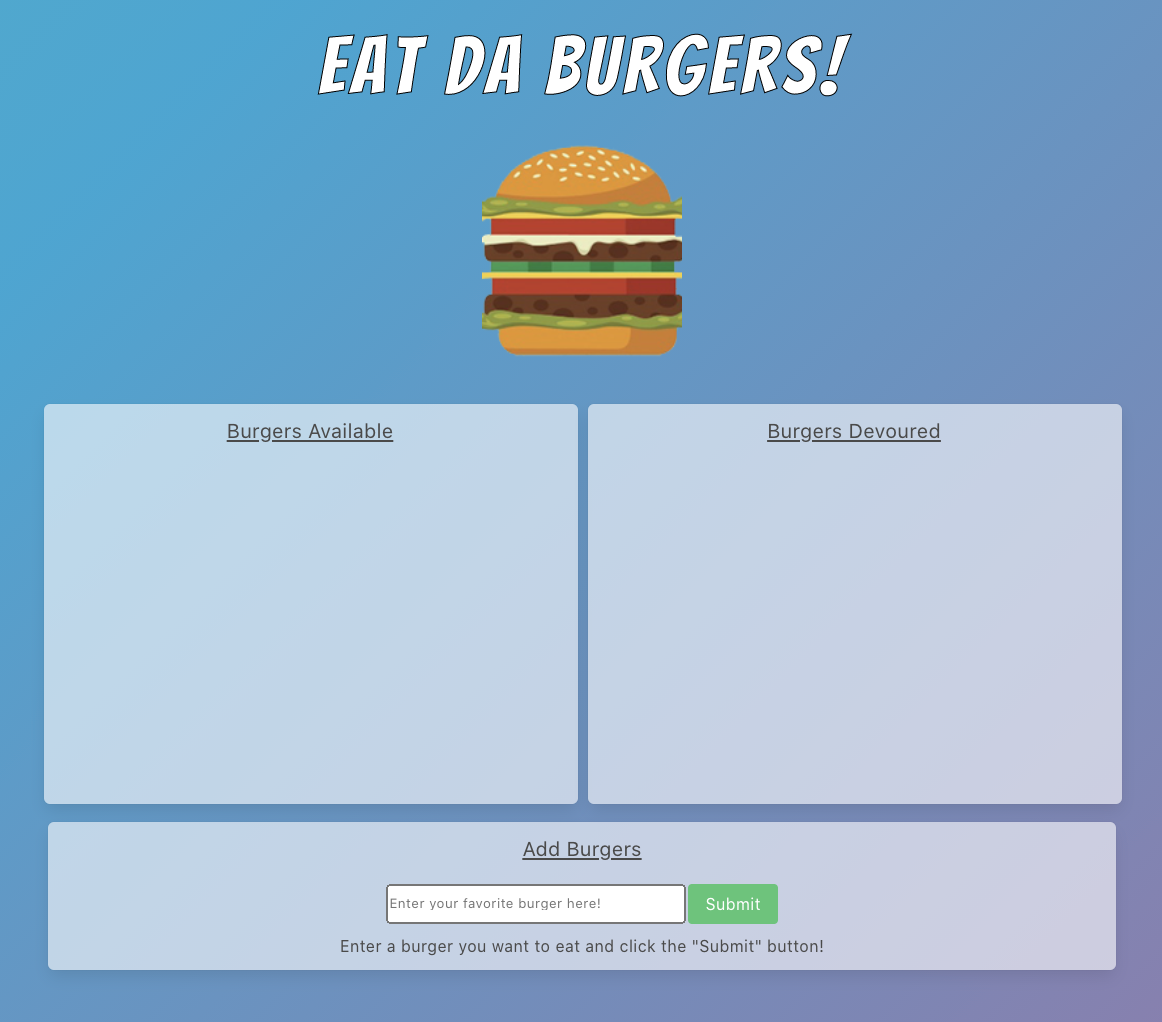 EAT DA BURGERS!
Burgers Available
Burgers Devoured
Add Burgers
Enter your favorite burger here!
Submit
Enter a burger you want to eat and click the "Submit" button!